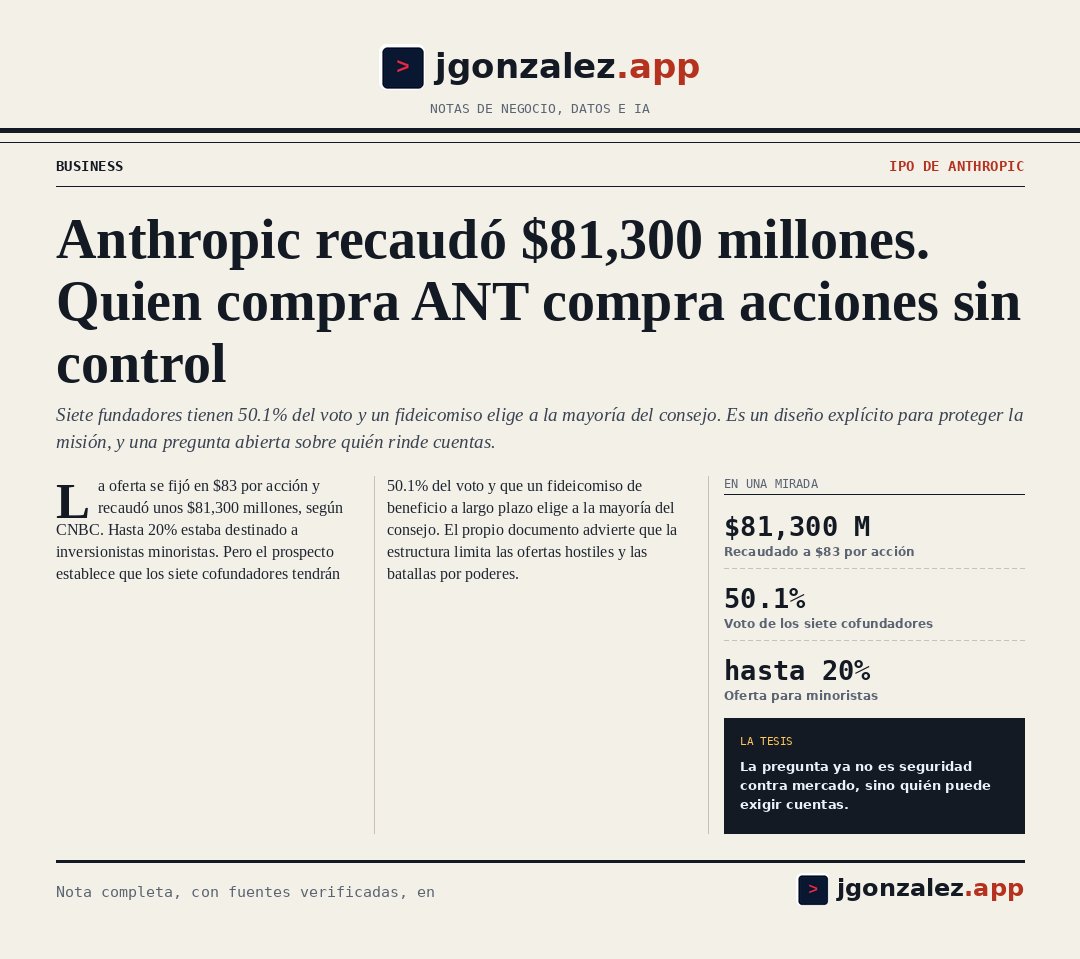 > jgonzalez.app
NOTAS DE NEGOCIO, DATOS E IA
BUSINESS
IPO DE ANTHROPIC
Anthropic recaudó $81,300 millones.
Quien compra ANT compra acciones sin
control
Siete fundadores tienen 50.1% del voto y un fideicomiso elige a la mayoría del consejo. Es un diseño explícito para proteger la
misión, y una pregunta abierta sobre quién rinde cuentas.
La oferta se fijó en $83 por acción y
recaudó unos $81,300 millones, según
CNBC. Hasta 20% estaba destinado a
inversionistas minoristas. Pero el prospecto
establece que los siete cofundadores tendrán
50.1% del voto y que un fideicomiso de
beneficio a largo plazo elige a la mayoría del
consejo. El propio documento advierte que la
estructura limita las ofertas hostiles y las
batallas por poderes.
EN UNA MIRADA
$81,300 M
Recaudado a $83 por acción
50.1%
Voto de los siete cofundadores
hasta 20%
Oferta para minoristas
LA TESIS
La pregunta ya no es seguridad
contra mercado, sino quién puede
exigir cuentas.
Nota completa, con fuentes verificadas, en
> jgonzalez.app